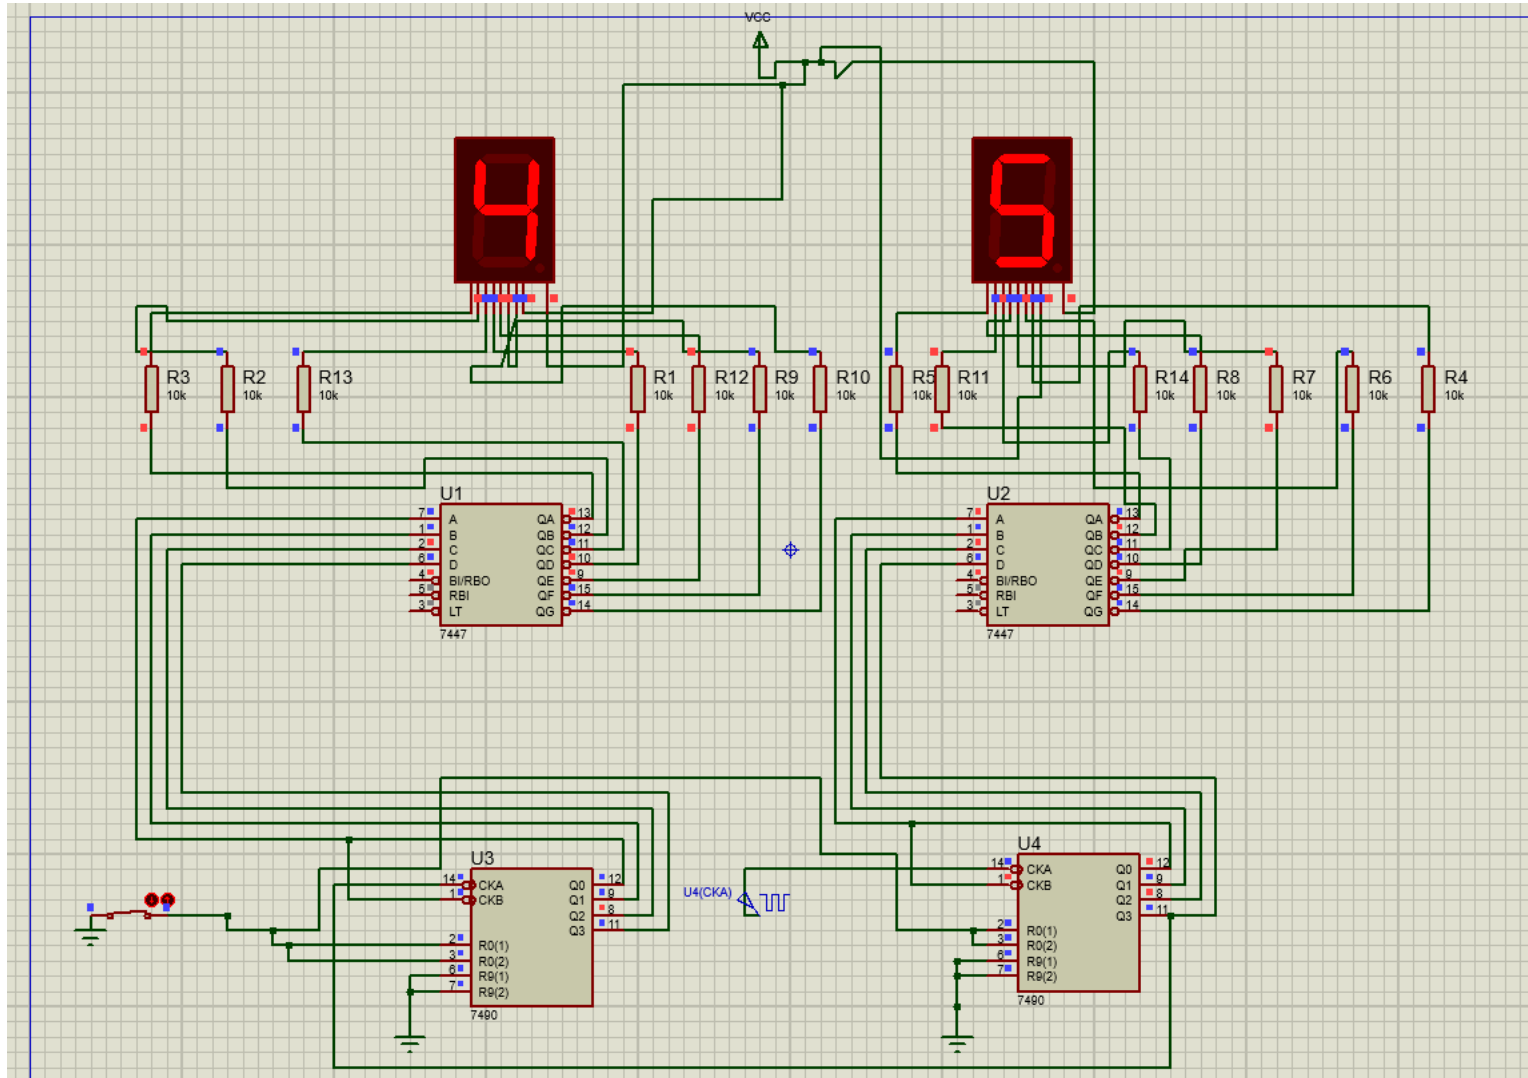 VCC
4
5
R3
10k
R2
10k
R13
10k
R1
10k
R12
10k
R9
10k
R10
10k
R5
10k
R11
10k
R14
10k
R8
10k
R7
10k
R6
10k
R4
10k
U1
7 A QA 13
1 B QB 12
2 C QC 11
6 D QD 10
4 BI/RBO QE 9
5 RBI QF 15
3 LT QG 14
7447
U2
7 A QA 13
1 B QB 12
2 C QC 11
6 D QD 10
4 BI/RBO QE 9
5 RBI QF 15
3 LT QG 14
7447
U3
14 CKA Q0 12
1 CKB Q1 9
Q2 8
Q3 11
2 R0(1)
3 R0(2)
6 R9(1)
7 R9(2)
7490
U4(CKA)
U4
14 CKA Q0 12
1 CKB Q1 9
Q2 8
Q3 11
2 R0(1)
3 R0(2)
6 R9(1)
7 R9(2)
7490